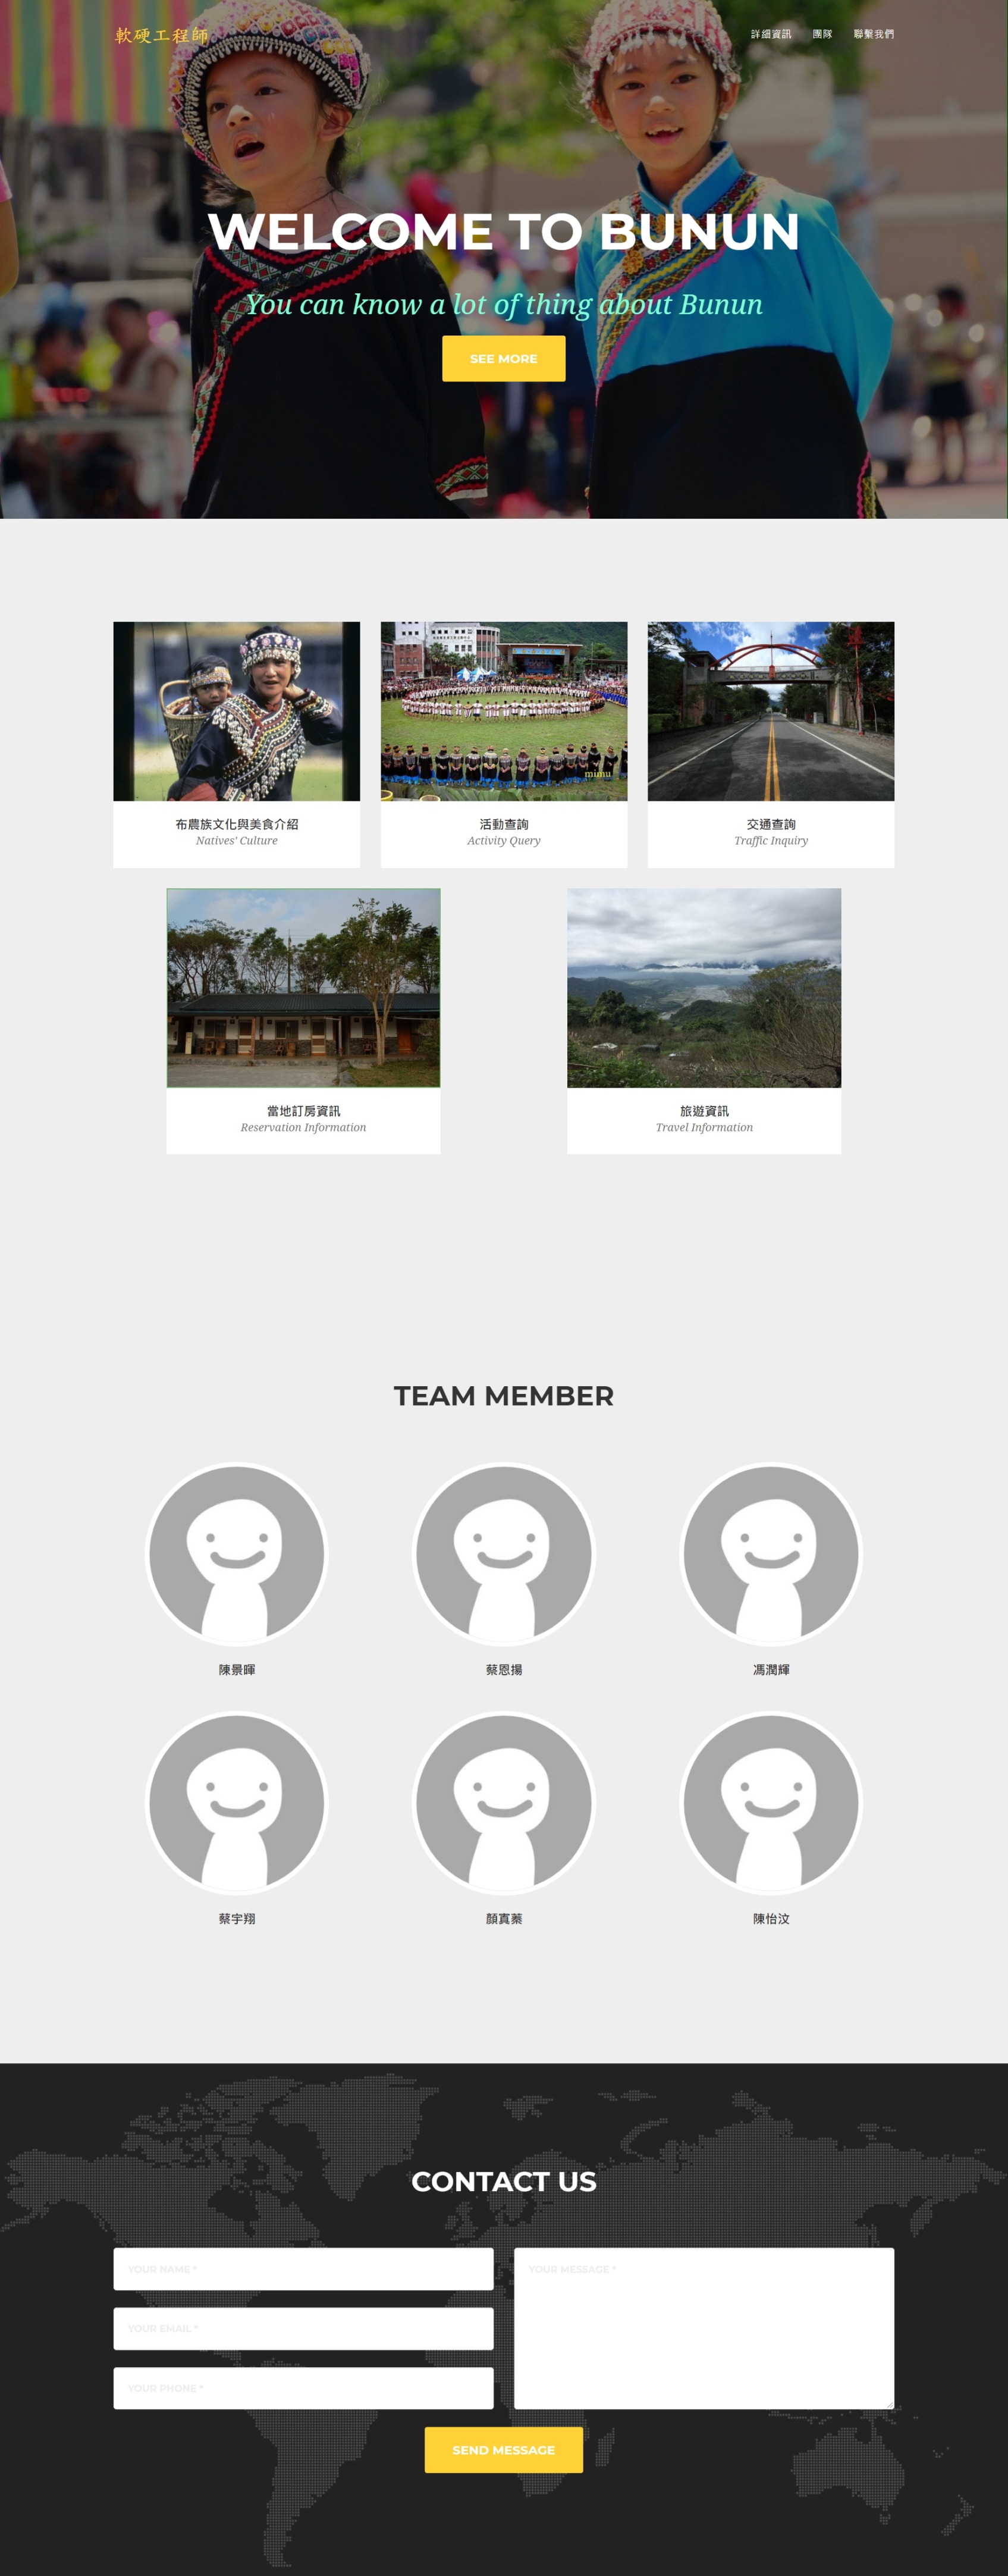 軟硬工程師
詳細資訊 團隊 聯繫我們
WELCOME TO BUNUN
You can know a lot of thing about Bunun
SEE MORE
mimu
布農族文化與美食介紹
Natives' Culture
活動查詢
Activity Query
交通查詢
Traffic Inquiry
當地訂房資訊
Reservation Information
旅遊資訊
Travel Information
TEAM MEMBER
陳景暉
蔡恩揚
馮潤輝
蔡宇翔
陳怡汶
CONTACT US
YOUR NAME *
YOUR EMAIL *
YOUR PHONE *
YOUR MESSAGE *
SEND MESSAGE